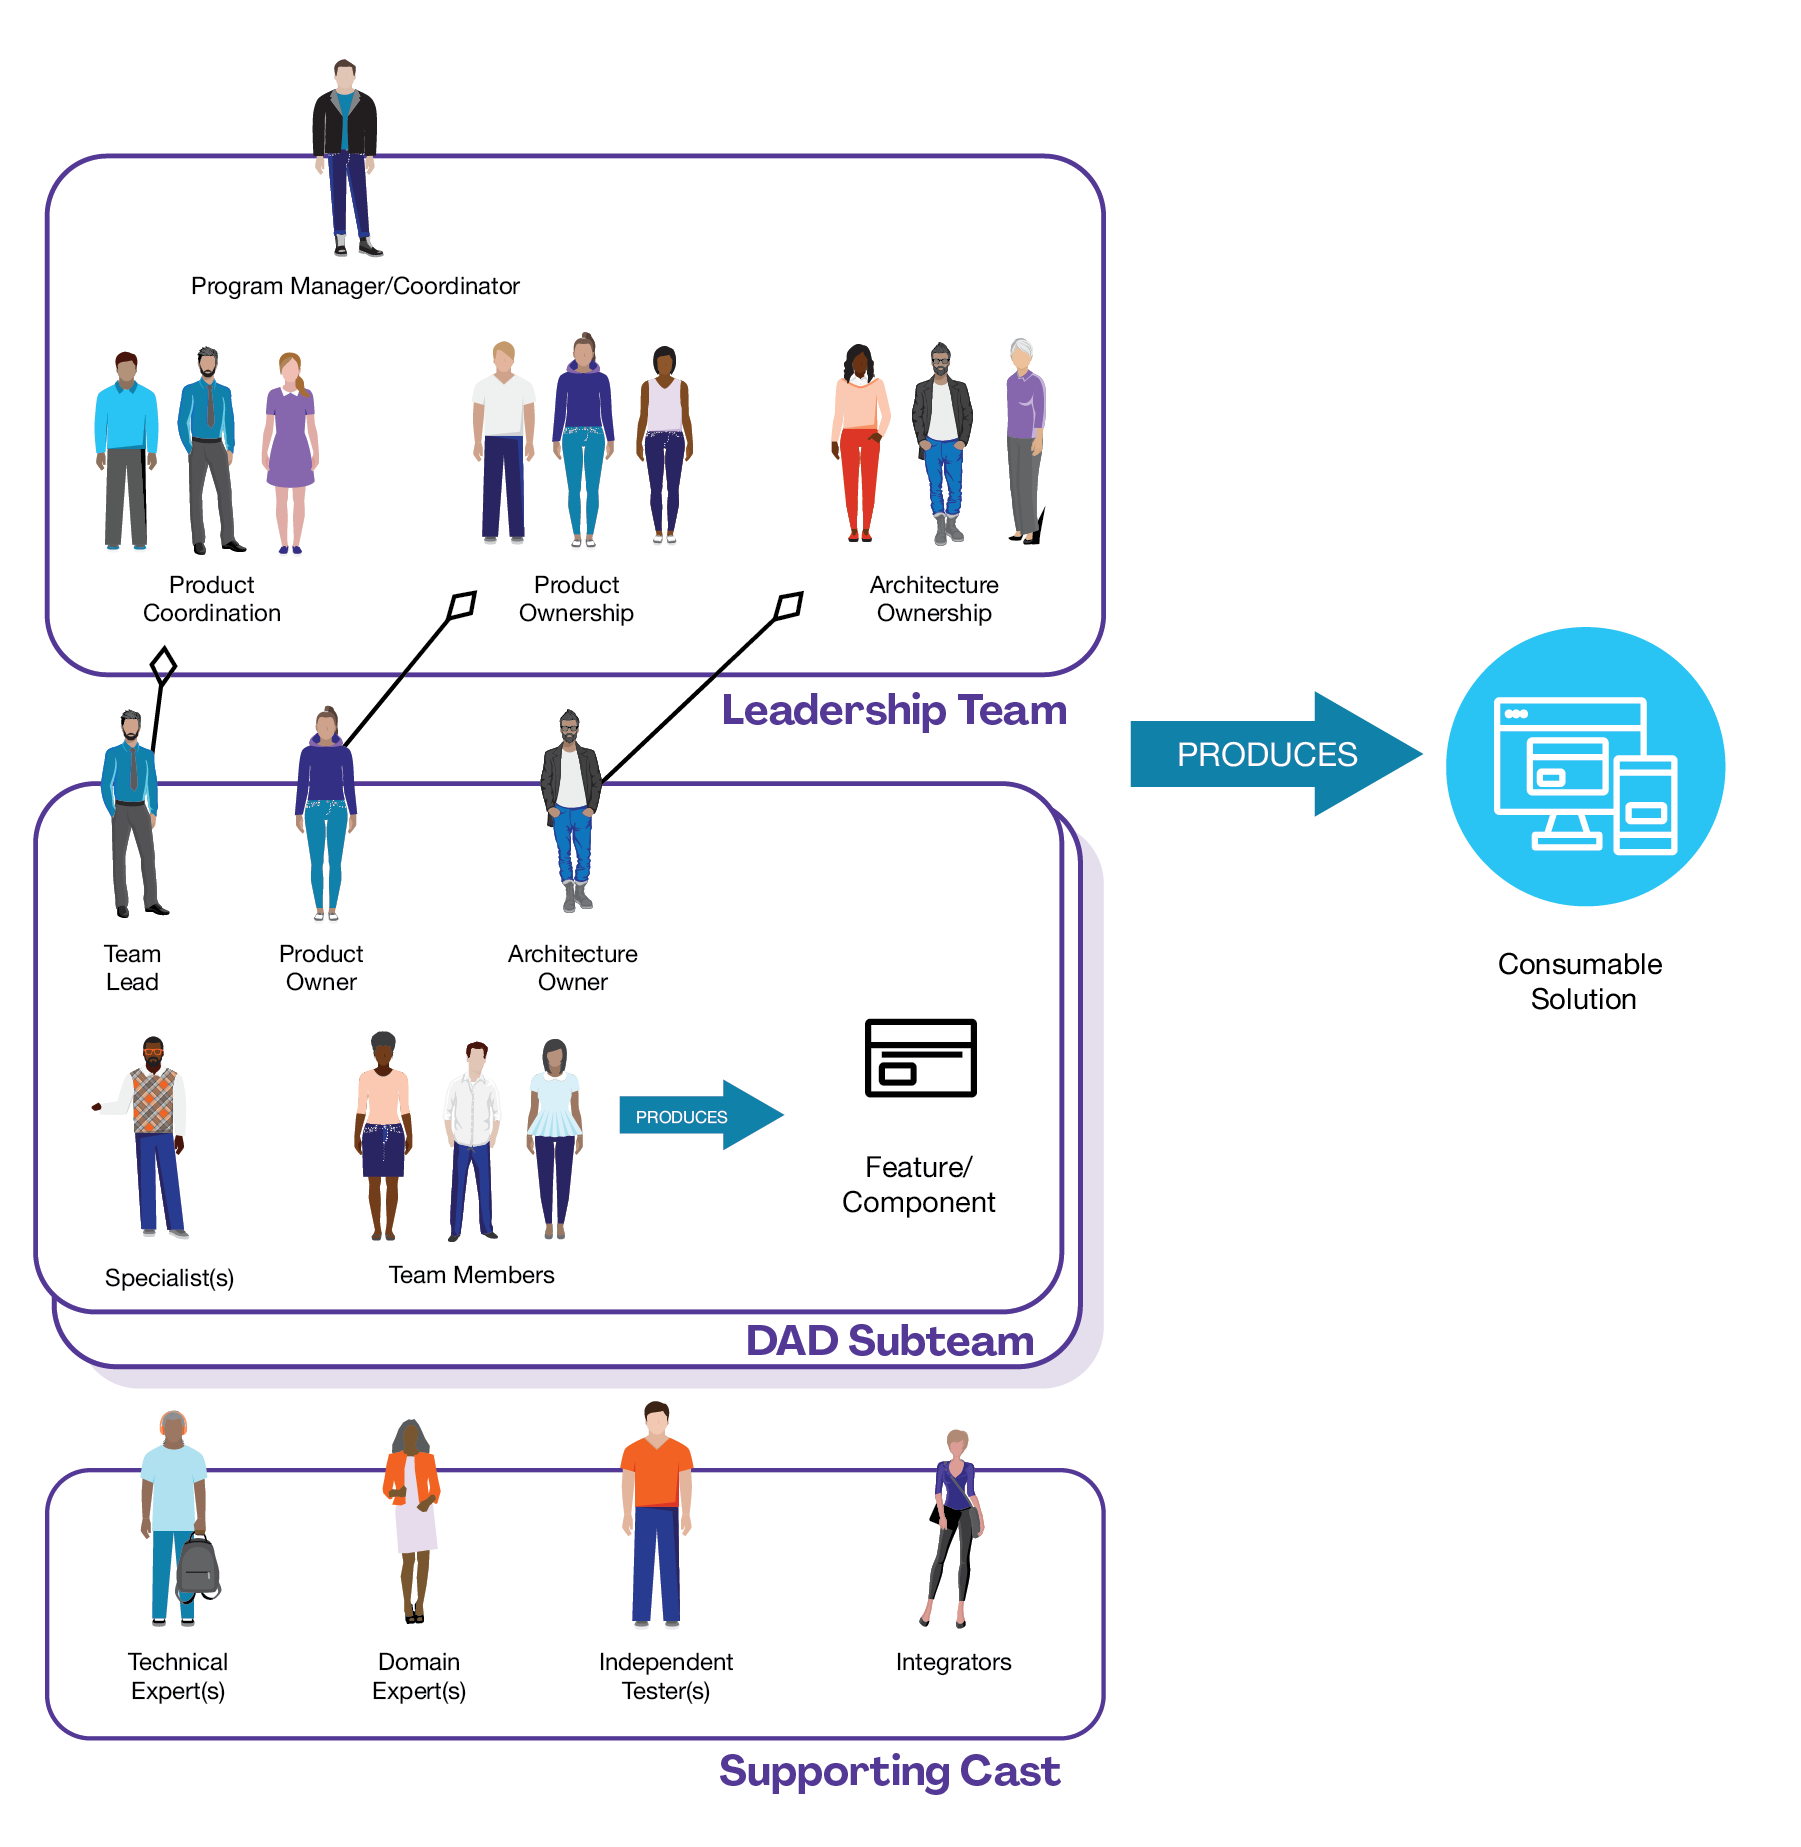 Program Manager/Coordinator
Product
Coordination
Product
Ownership
Architecture
Ownership
Leadership Team
PRODUCES
Consumable
Solution
Team
Lead
Product
Owner
Architecture
Owner
Specialist(s)
Team Members
PRODUCES
Feature/
Component
DAD Subteam
Technical
Expert(s)
Domain
Expert(s)
Independent
Tester(s)
Integrators
Supporting Cast